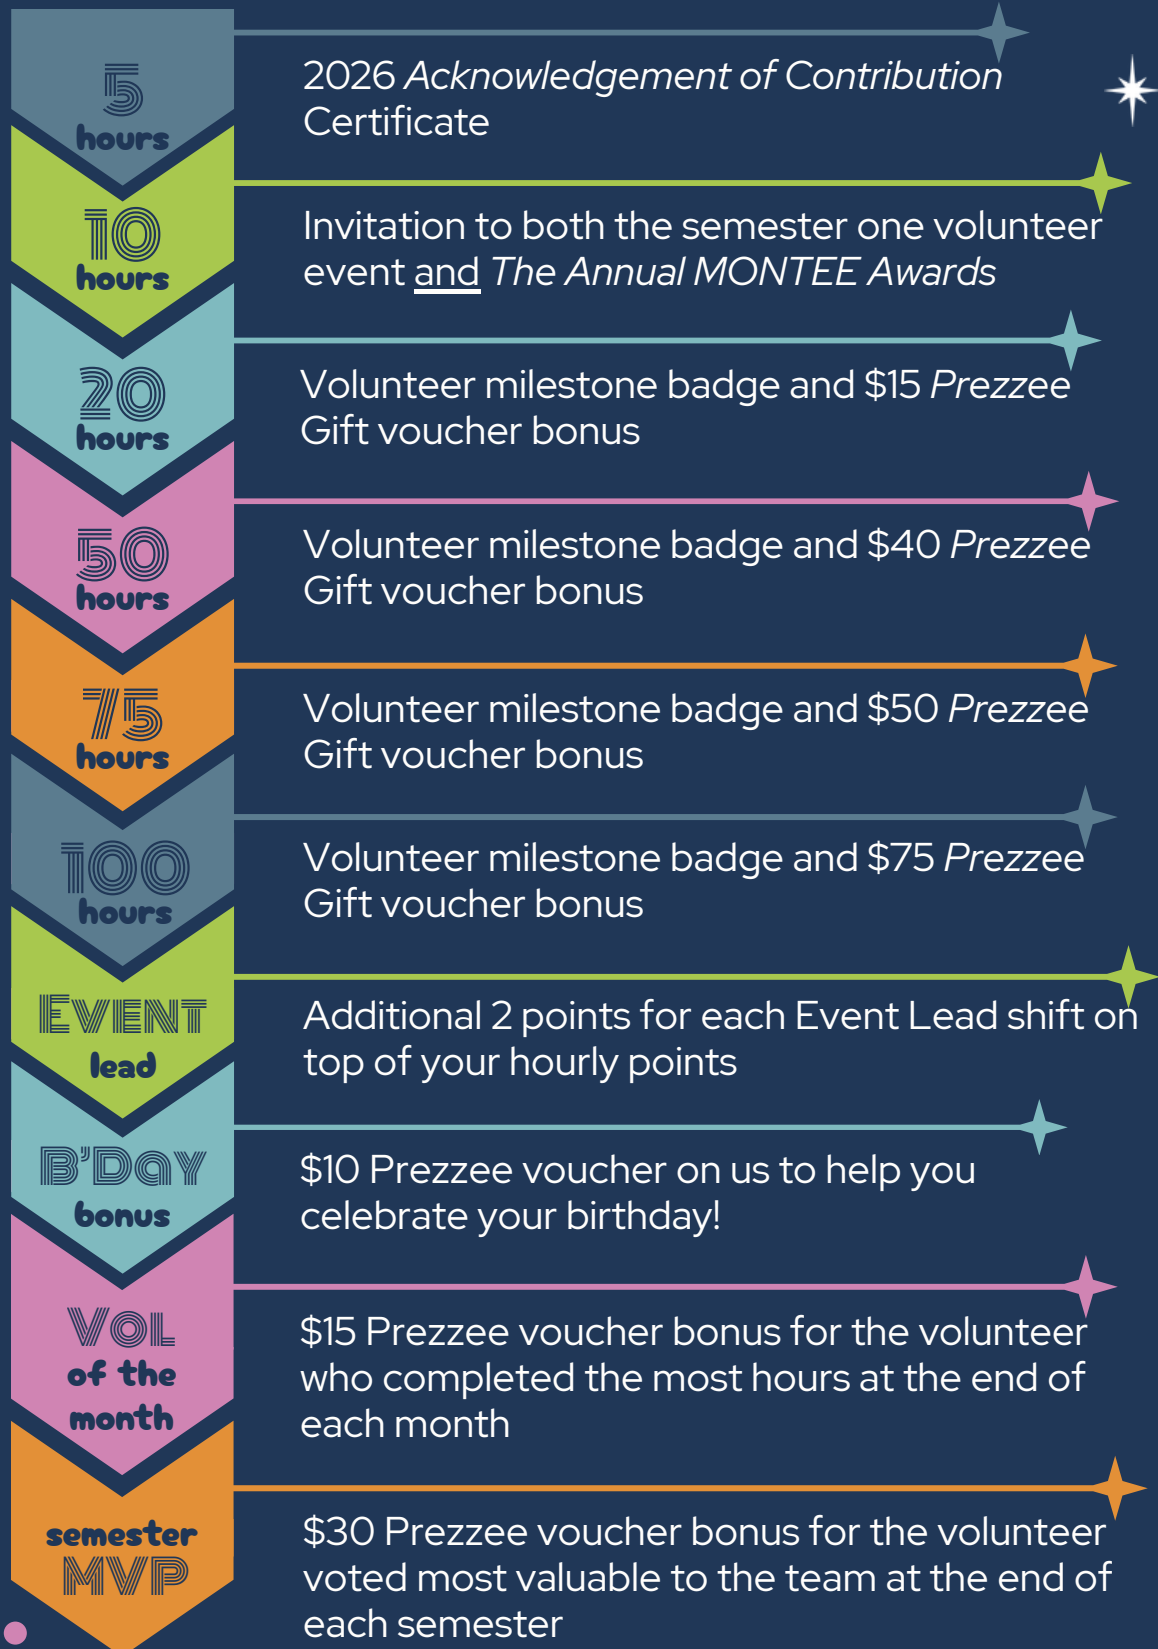 5
hours
2026 Acknowledgement of Contribution
Certificate
10
hours
Invitation to both the semester one volunteer
event and The Annual MONTEE Awards
20
hours
Volunteer milestone badge and $15 Prezzee
Gift voucher bonus
50
hours
Volunteer milestone badge and $40 Prezzee
Gift voucher bonus
75
hours
Volunteer milestone badge and $50 Prezzee
Gift voucher bonus
100
hours
Volunteer milestone badge and $75 Prezzee
Gift voucher bonus
EVENT
lead
Additional 2 points for each Event Lead shift on
top of your hourly points
B'DAY
bonus
$10 Prezzee voucher on us to help you
celebrate your birthday!
VOL
of the
month
$15 Prezzee voucher bonus for the volunteer
who completed the most hours at the end of
each month
semester
MVP
$30 Prezzee voucher bonus for the volunteer
voted most valuable to the team at the end of
each semester